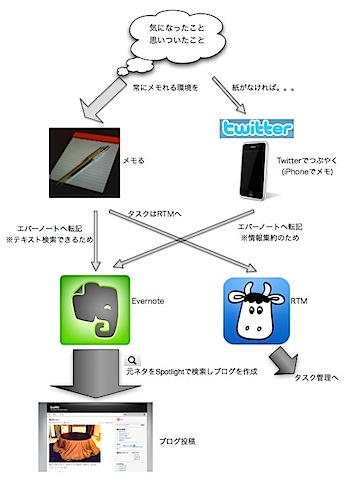 気になったこと
思いついたこと
常にメモれる環境を
紙がなければ。。。
twitter
メモる
Twitterでつぶやく
(iPhoneでメモ)
タスクはRTMへ
エバーノートへ転記
※テキスト検索できるため
エバーノートへ転記
※情報集約のため
Evernote
RTM
元ネタをSpotlightで検索しブログを作成
タスク管理へ
ブログ投稿